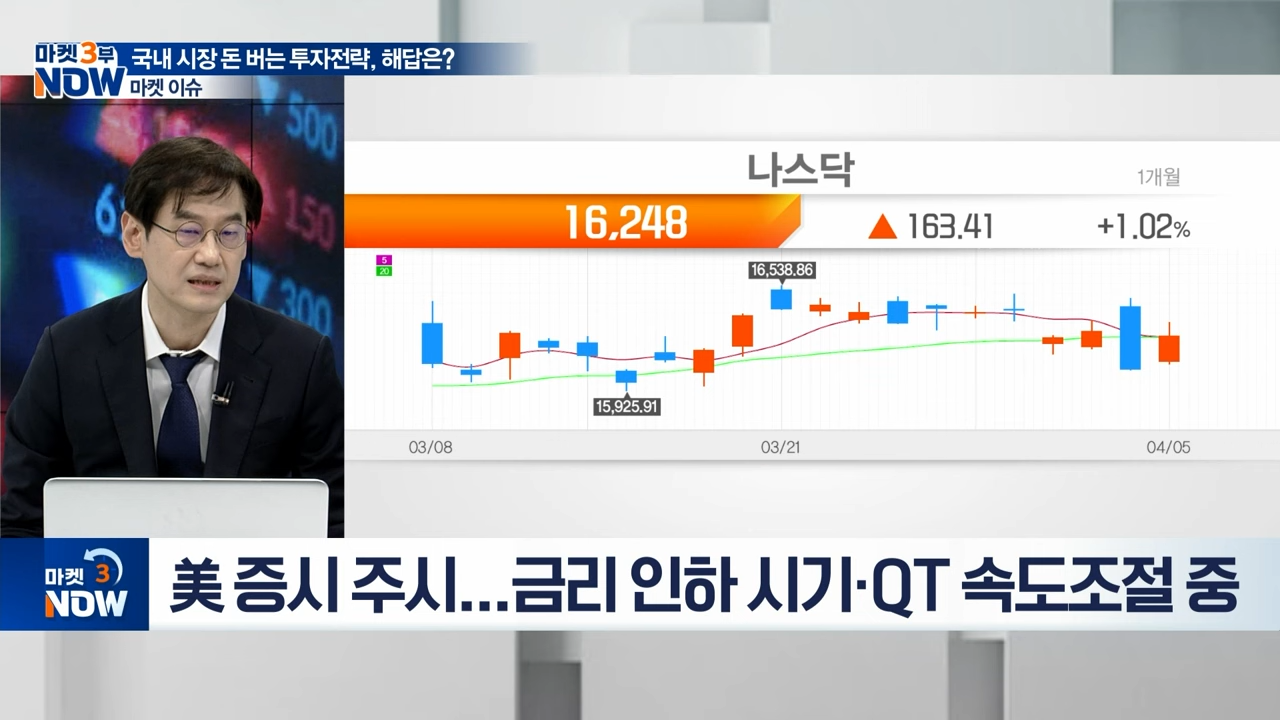 마켓 3부
NOW
국내 시장 돈 버는 투자전략, 해답은?
마켓 이슈
500
150
300
나스닥
1개월
16,248
▲ 163.41
+1.02%
5
20
16,538.86
15,925.91
03/08
03/21
04/05
마켓 3
NOW
美 증시 주시...금리 인하 시기·QT 속도조절 중